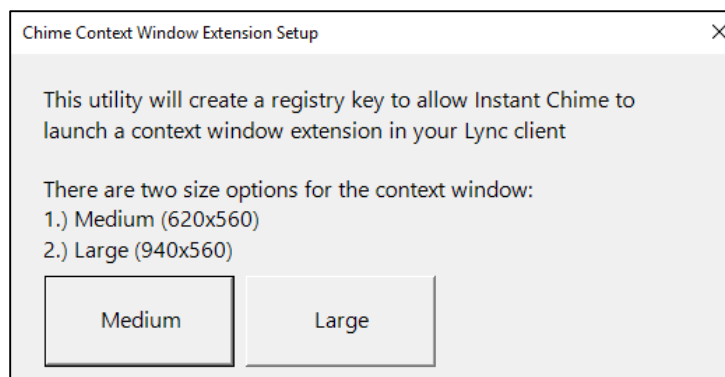 Chime Context Window Extension Setup
This utility will create a registry key to allow Instant Chime to
launch a context window extension in your Lync client
There are two size options for the context window:
1.) Medium (620x560)
2.) Large (940x560)
Medium
Large